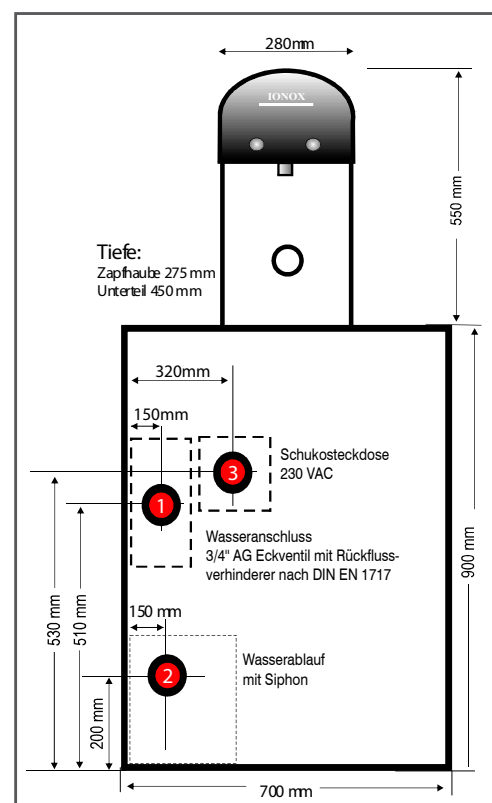 280mm
IONOX
550 mm
Tiefe:
Zapfhaube 275 mm
Unterteil 450 mm
320mm
150mm
3
Schukosteckdose
230 VAC
1
Wasseranschluss
3/4" AG Eckventil mit Rückfluss-
verhinderer nach DIN EN 1717
900 mm
530 mm
510 mm
150 mm
2
Wasserablauf
mit Siphon
200 mm
700 mm